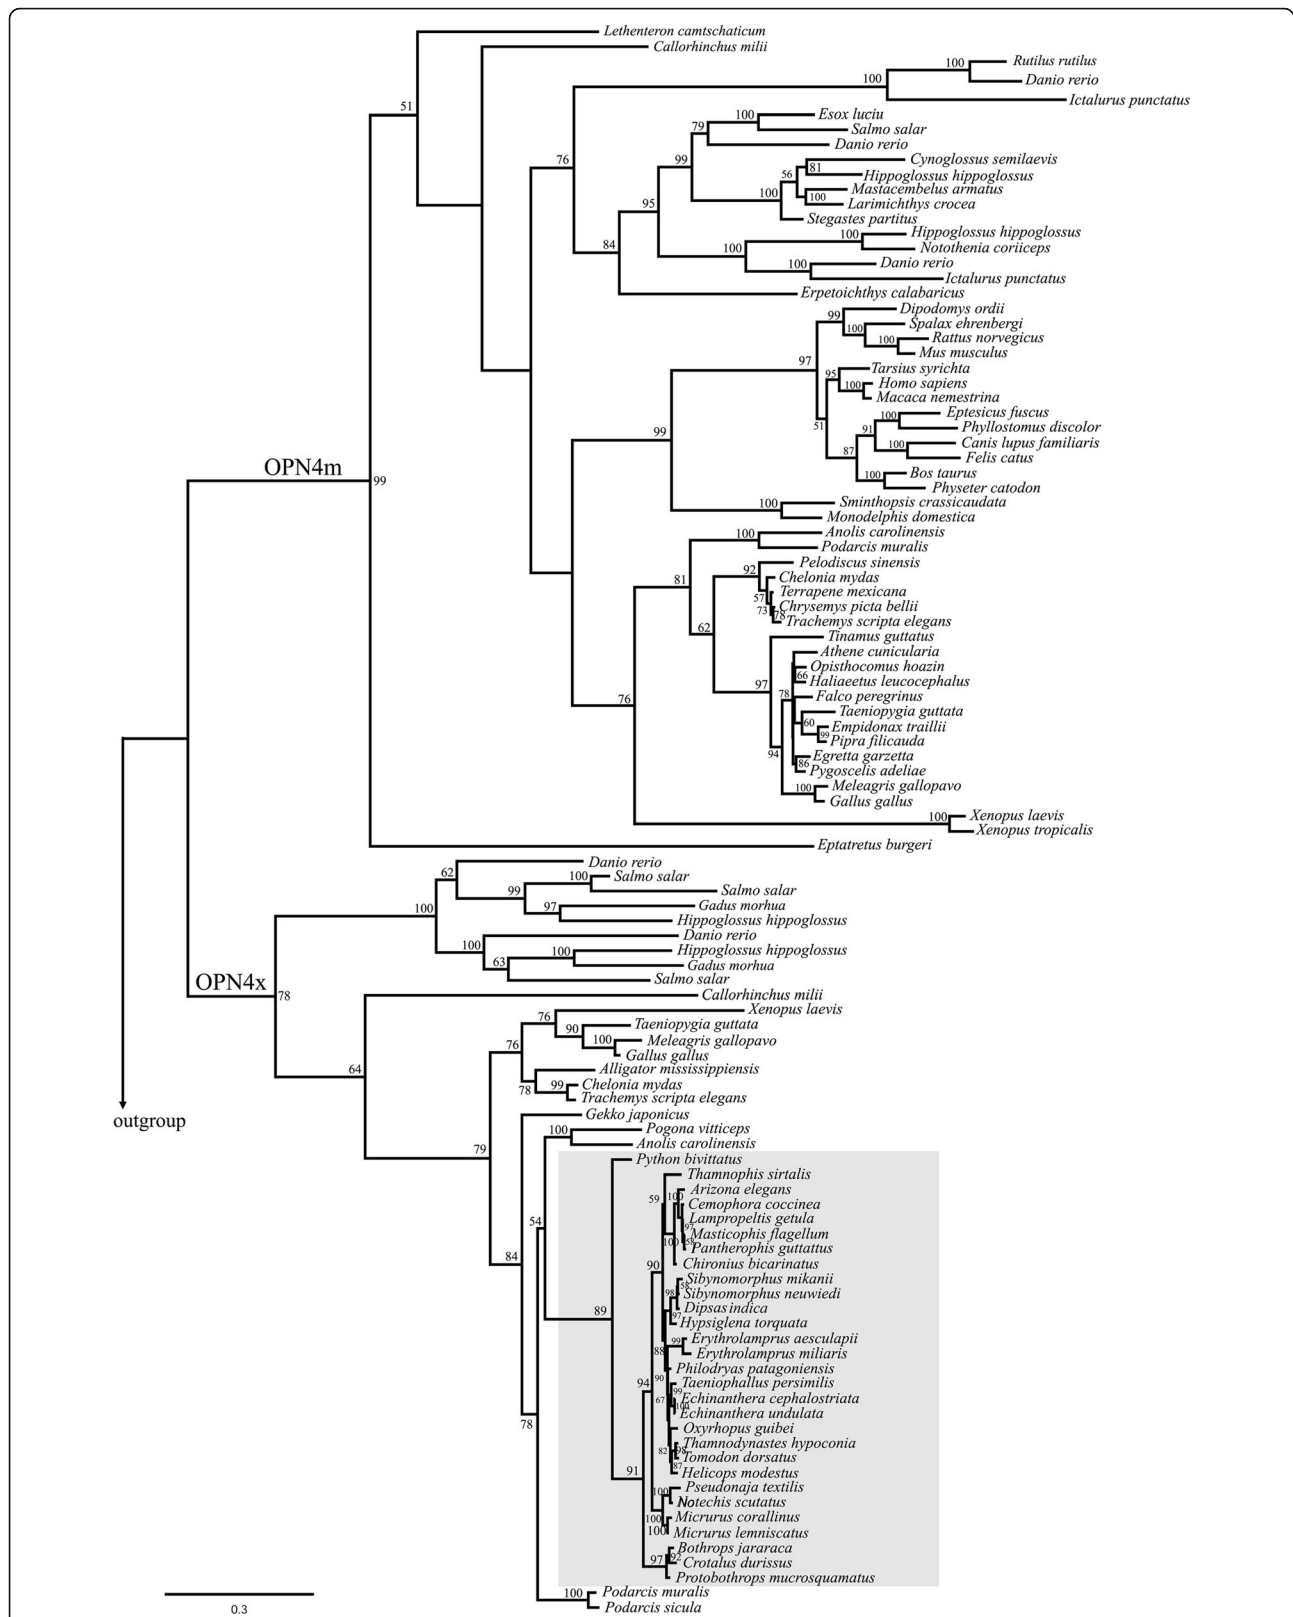 Lethenteron camtschaticum
Callorhinchus milii
100 Rutilus rutilus
100 Danio rerio
Ictalurus punctatus
51
100 Esox luciu
79 Salmo salar
Danio rerio
76 99 Cynoglossus semilaevis
56 81 Hippoglossus hippoglossus
100 100 Mastacembelus armatus
95 Larimichthys crocea
Stegastes partitus
100 Hippoglossus hippoglossus
84 100 Notothenia coriiceps
100 Danio rerio
Ictalurus punctatus
Erpetoichthys calabaricus
99 Dipodomys ordii
100 Spalax ehrenbergi
100 Rattus norvegicus
97 Mus musculus
95 Tarsius syrichta
100 Homo sapiens
Macaca nemestrina
100 Eptesicus fuscus
51 91 Phyllostomus discolor
99 100 Canis lupus familiaris
87 Felis catus
OPN4m 100 Bos taurus
99 Physeter catodon
100 Sminthopsis crassicaudata
Monodelphis domestica
100 Anolis carolinensis
Podarcis muralis
92 Pelodiscus sinensis
81 Chelonia mydas
57 Terrapene mexicana
73 78 Chrysemys picta bellii
62 Trachemys scripta elegans
Tinamus guttatus
Athene cunicularia
Opisthocomus hoazin
97 66 Haliaeetus leucocephalus
76 78 Falco peregrinus
Taeniopygia guttata
60 Empidonax traillii
99 Pipra filicauda
94 Egretta garzetta
86 Pygoscelis adeliae
100 Meleagris gallopavo
Gallus gallus
100 Xenopus laevis
Xenopus tropicalis
Eptatretus burgeri
Danio rerio
62 100 Salmo salar
99 Salmo salar
100 97 Gadus morhua
Hippoglossus hippoglossus
Danio rerio
100 100 Hippoglossus hippoglossus
63 Gadus morhua
OPN4x Salmo salar
78 Callorhinchus milii
76 Xenopus laevis
90 Taeniopygia guttata
76 100 Meleagris gallopavo
Gallus gallus
64 Alligator mississippiensis
78 99 Chelonia mydas
Trachemys scripta elegans
outgroup Gekko japonicus
100 Pogona vitticeps
79 Anolis carolinensis
Python bivittatus
Thamnophis sirtalis
59 100 Arizona elegans
Cemophora coccinea
54 97 Lampropeltis getula
100 58 Masticophis flagellum
Pantherophis guttattus
84 90 Chironius bicarinatus
Sibynomorphus mikanii
98 58 Sibynomorphus neuwiedi
Dipsas indica
89 97 Hypsiglena torquata
99 Erythrolamprus aesculapii
88 Erythrolamprus miliaris
Philodryas patagoniensis
94 90 Taeniophallus persimilis
67 99 Echinanthera cephalostriata
78 100 Echinanthera undulata
Oxyrhopus guibei
82 98 Thamnodynastes hypoconia
Tomodon dorsatus
91 87 Helicops modestus
100 Pseudonaja textilis
Notechis scutatus
100 Micrurus corallinus
100 Micrurus lemniscatus
Bothrops jararaca
97 92 Crotalus durissus
Protobothrops mucrosquamatus
100 Podarcis muralis
Podarcis sicula
0.3